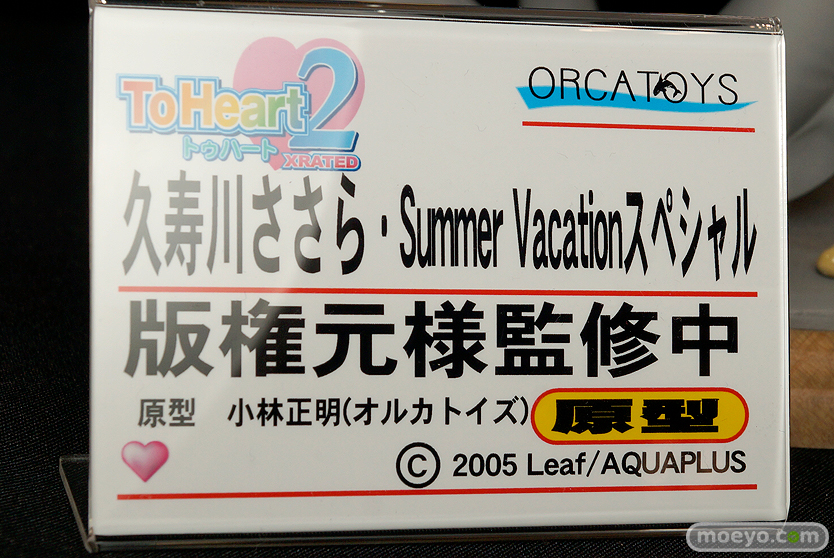 ToHeart2
トゥハート
XRATED
ORCATOYS
久寿川ささら・Summer Vacationスペシャル
版権元様監修中
原型 小林正明(オルカトイズ) 原型
© 2005 Leaf/AQUAPLUS
moeyo.com